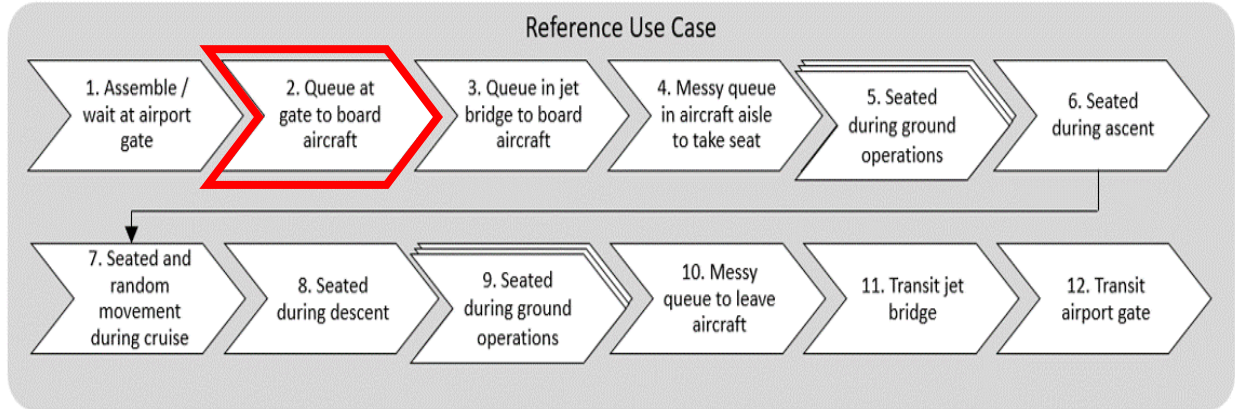 Reference Use Case
1. Assemble /
wait at airport
gate
2. Queue at
gate to board
aircraft
3. Queue in jet
bridge to board
aircraft
4. Messy queue
in aircraft aisle
to take seat
5. Seated
during ground
operations
6. Seated
during ascent
7. Seated and
random
movement
during cruise
8. Seated
during descent
9. Seated
during ground
operations
10. Messy
queue to leave
aircraft
11. Transit jet
bridge
12. Transit
airport gate